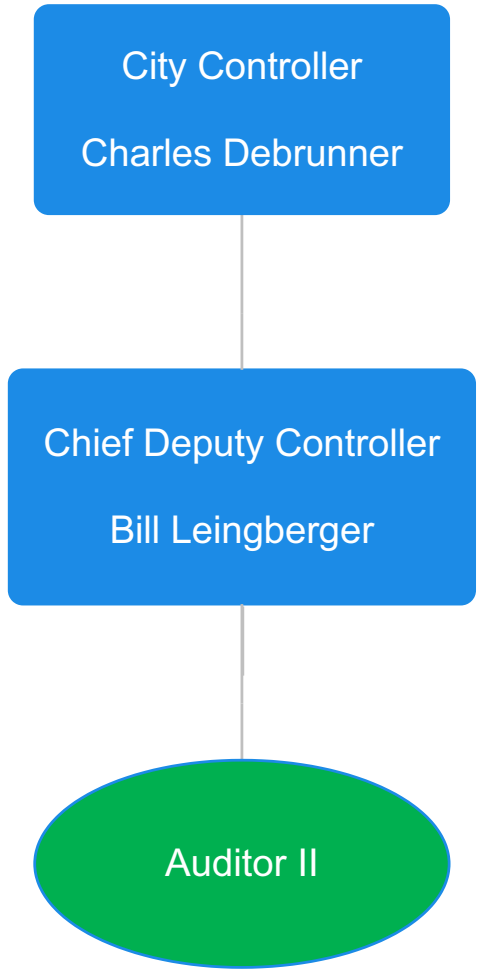 City Controller
Charles Debrunner
Chief Deputy Controller
Bill Leingberger
Auditor II